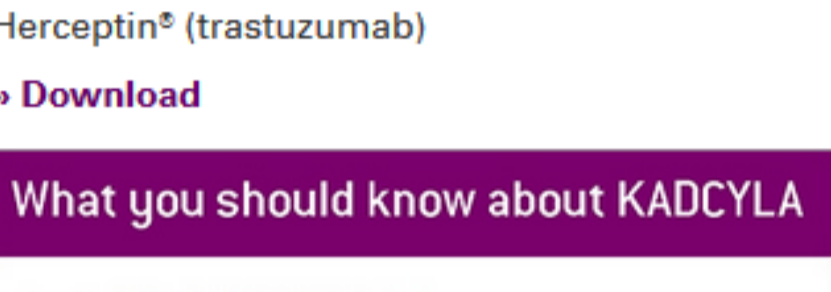 Herceptin® (trastuzumab)
» Download
What you should know about KADCYLA